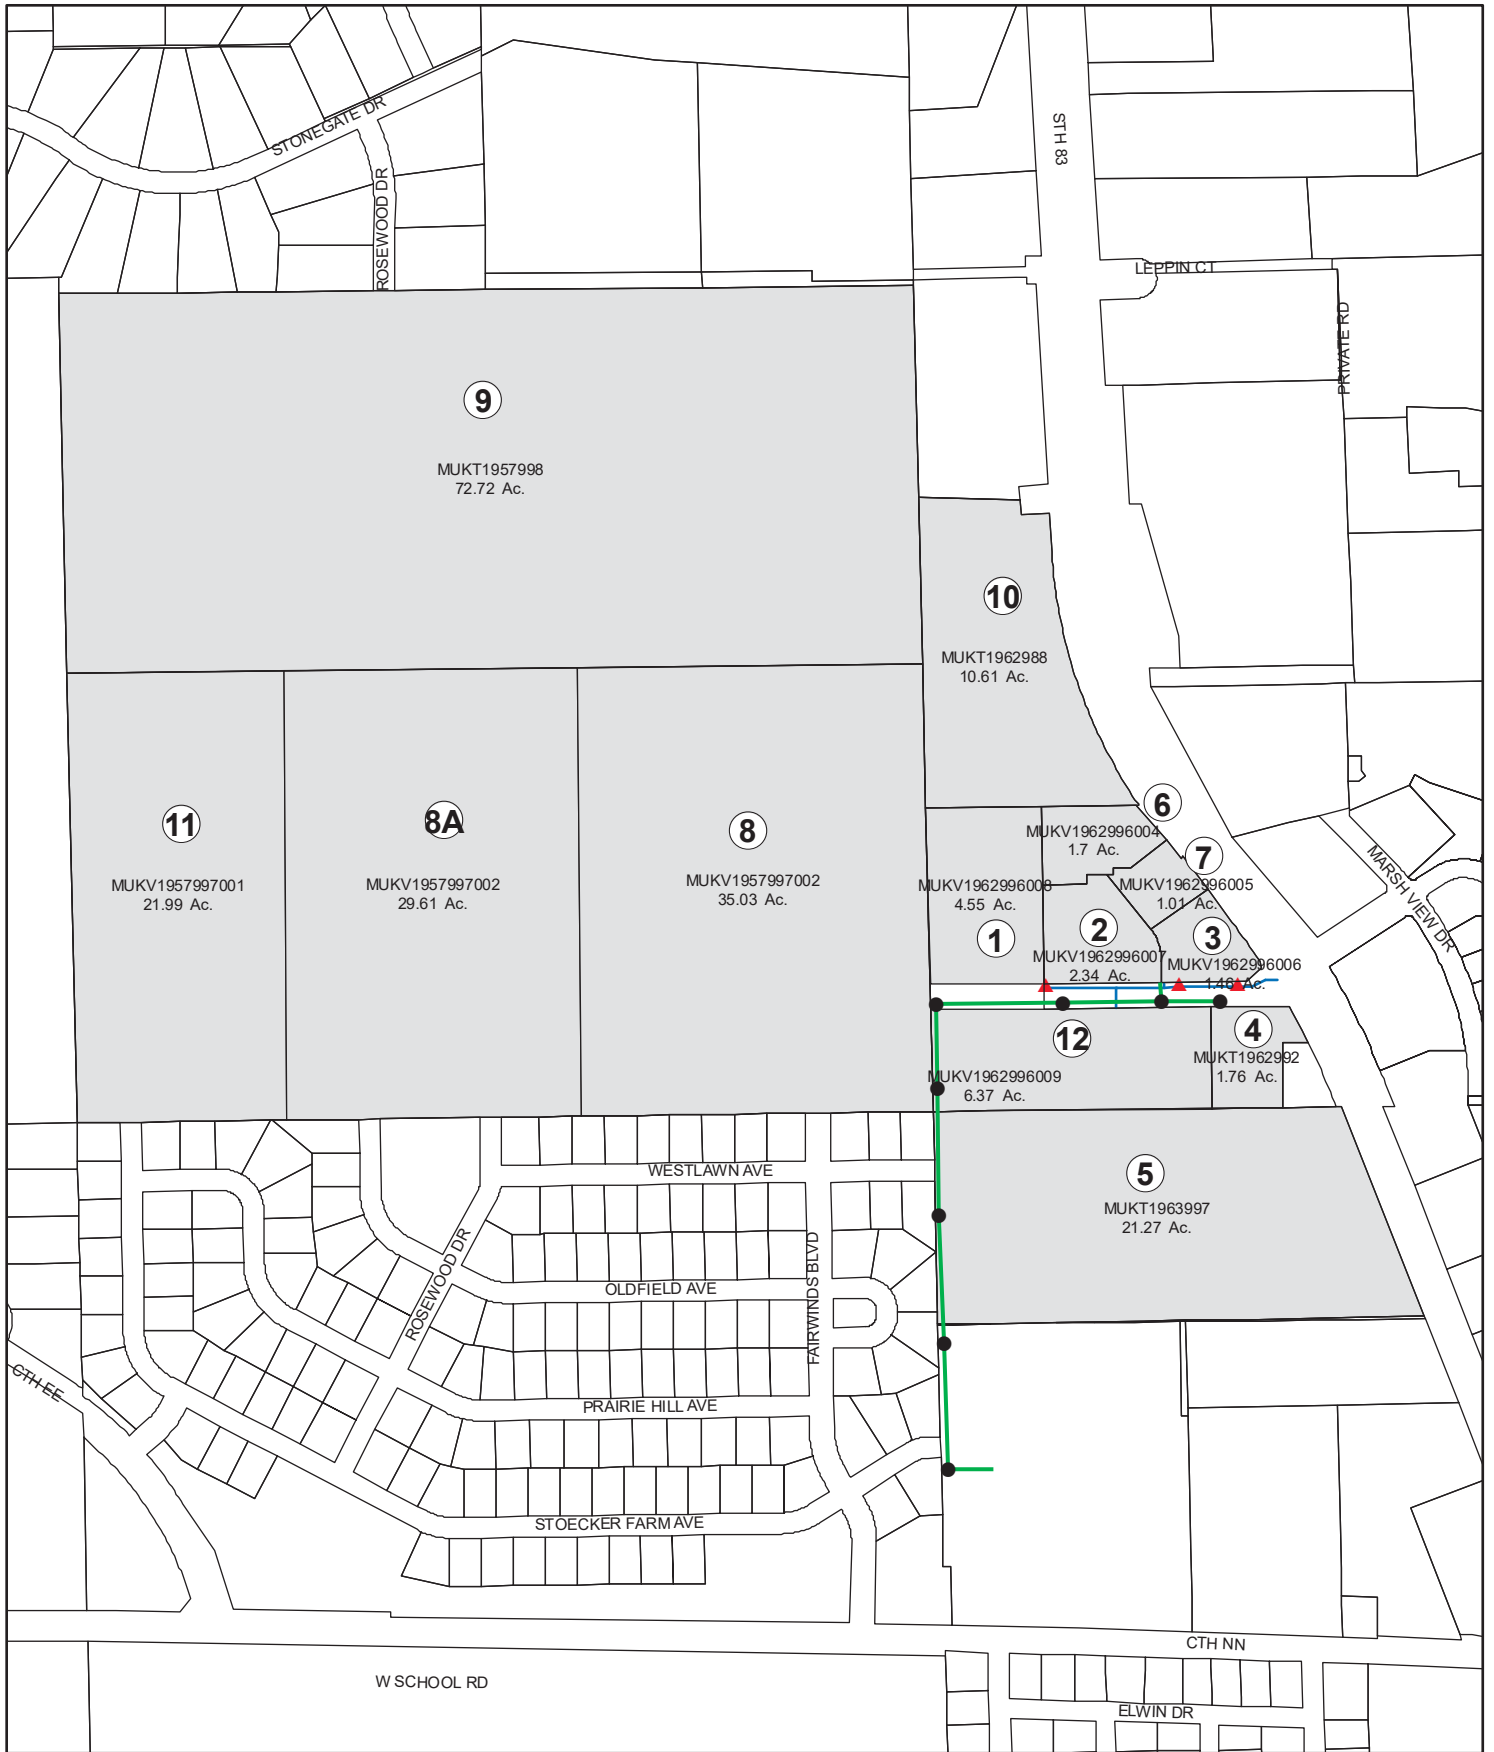 STONEGATE DR
ROSEWOOD DR
STH 83
LEPPIN CT
PRIVATE RD
9
MUKT1957998
72.72 Ac.
10
MUKT1962988
10.61 Ac.
11
MUKV1957997001
21.99 Ac.
8A
MUKV1957997002
29.61 Ac.
8
MUKV1957997002
35.03 Ac.
6
MUKV1962996004
1.7 Ac.
7
MUKV1962996005
1.01 Ac.
MUKV1962996008
4.55 Ac.
1
2
MUKV1962996007
2.34 Ac.
3
MUKV1962996006
1.46 Ac.
MARSH VIEW DR
12
MUKV1962996009
6.37 Ac.
4
MUKT1962992
1.76 Ac.
5
MUKT1963997
21.27 Ac.
WESTLAWN AVE
ROSEWOOD DR
OLDFIELD AVE
FAIRWINDS BLVD
CTH EE
PRAIRIE HILL AVE
STOECKER FARM AVE
CTH NN
W SCHOOL RD
ELWIN DR